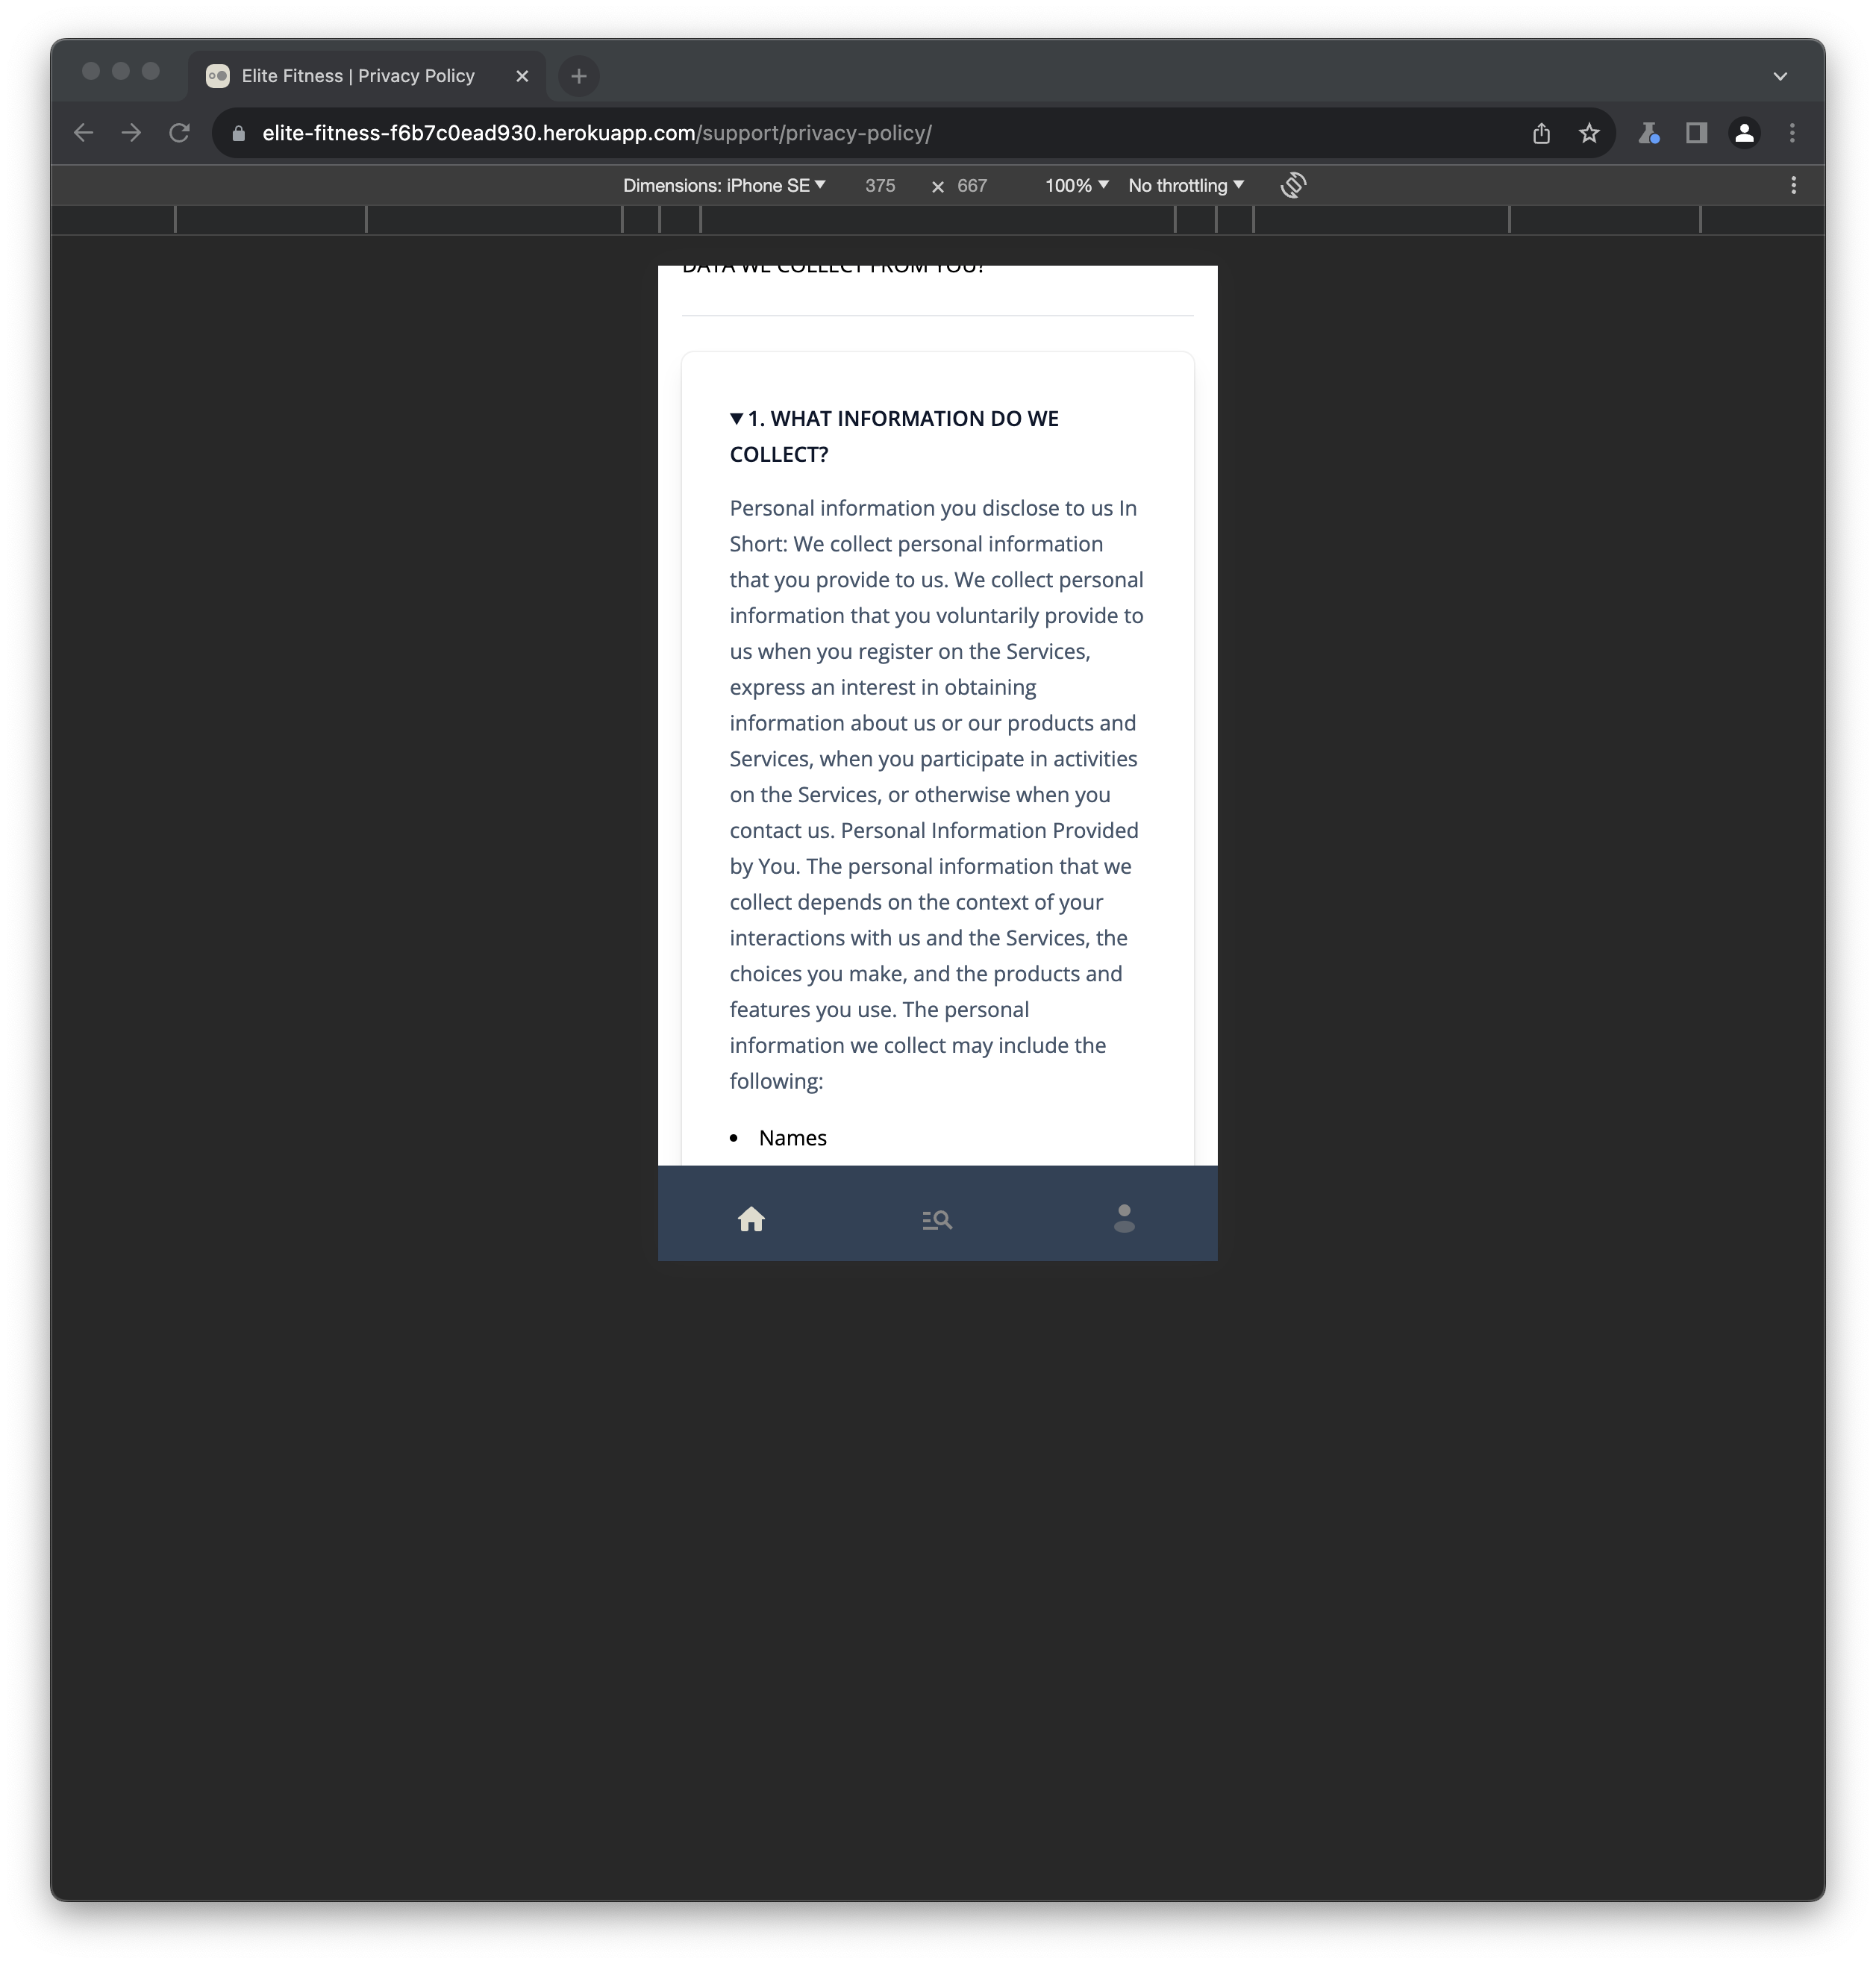 Elite Fitness | Privacy Policy
elite-fitness-f6b7c0ead930.herokuapp.com/support/privacy-policy/
Dimensions: iPhone SE 375 × 667 100% No throttling
DATA WE COLLECT FROM YOU?
1. WHAT INFORMATION DO WE
COLLECT?
Personal information you disclose to us In
Short: We collect personal information
that you provide to us. We collect personal
information that you voluntarily provide to
us when you register on the Services,
express an interest in obtaining
information about us or our products and
Services, when you participate in activities
on the Services, or otherwise when you
contact us. Personal Information Provided
by You. The personal information that we
collect depends on the context of your
interactions with us and the Services, the
choices you make, and the products and
features you use. The personal
information we collect may include the
following:
• Names